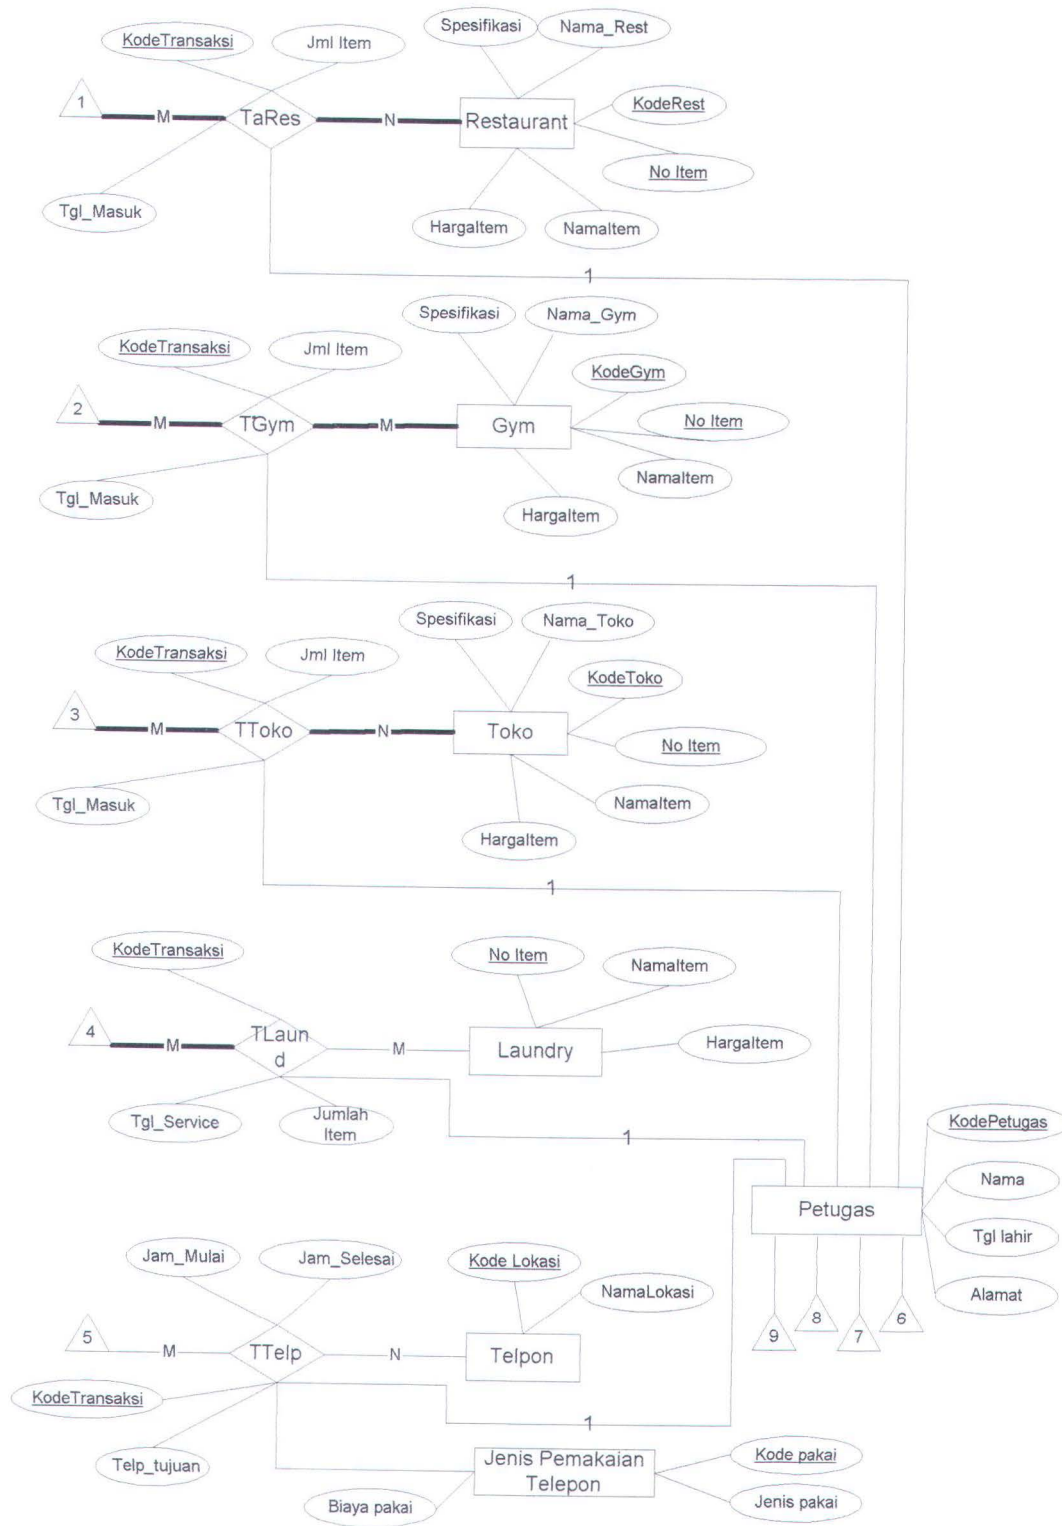 Spesifikasi
Nama_Rest
KodeTransaksi
Jml Item
1
M
TaRes
N
Restaurant
KodeRest
No Item
Tgl_Masuk
HargaItem
NamaItem
1
Spesifikasi
Nama_Gym
KodeTransaksi
Jml Item
KodeGym
2
M
TGym
M
Gym
No Item
NamaItem
Tgl_Masuk
HargaItem
1
Spesifikasi
Nama_Toko
KodeTransaksi
Jml Item
KodeToko
3
M
TToko
N
Toko
No Item
Tgl_Masuk
NamaItem
HargaItem
1
KodeTransaksi
No Item
NamaItem
4
M
TLaun
d
M
Laundry
HargaItem
Tgl_Service
Jumlah
Item
1
KodePetugas
Nama
Petugas
Tgl lahir
Alamat
9
8
7
6
Jam_Mulai
Jam_Selesai
Kode Lokasi
NamaLokasi
5
M
TTelp
N
Telpon
KodeTransaksi
1
Telp_tujuan
Jenis Pemakaian
Telepon
Kode pakai
Biaya pakai
Jenis pakai